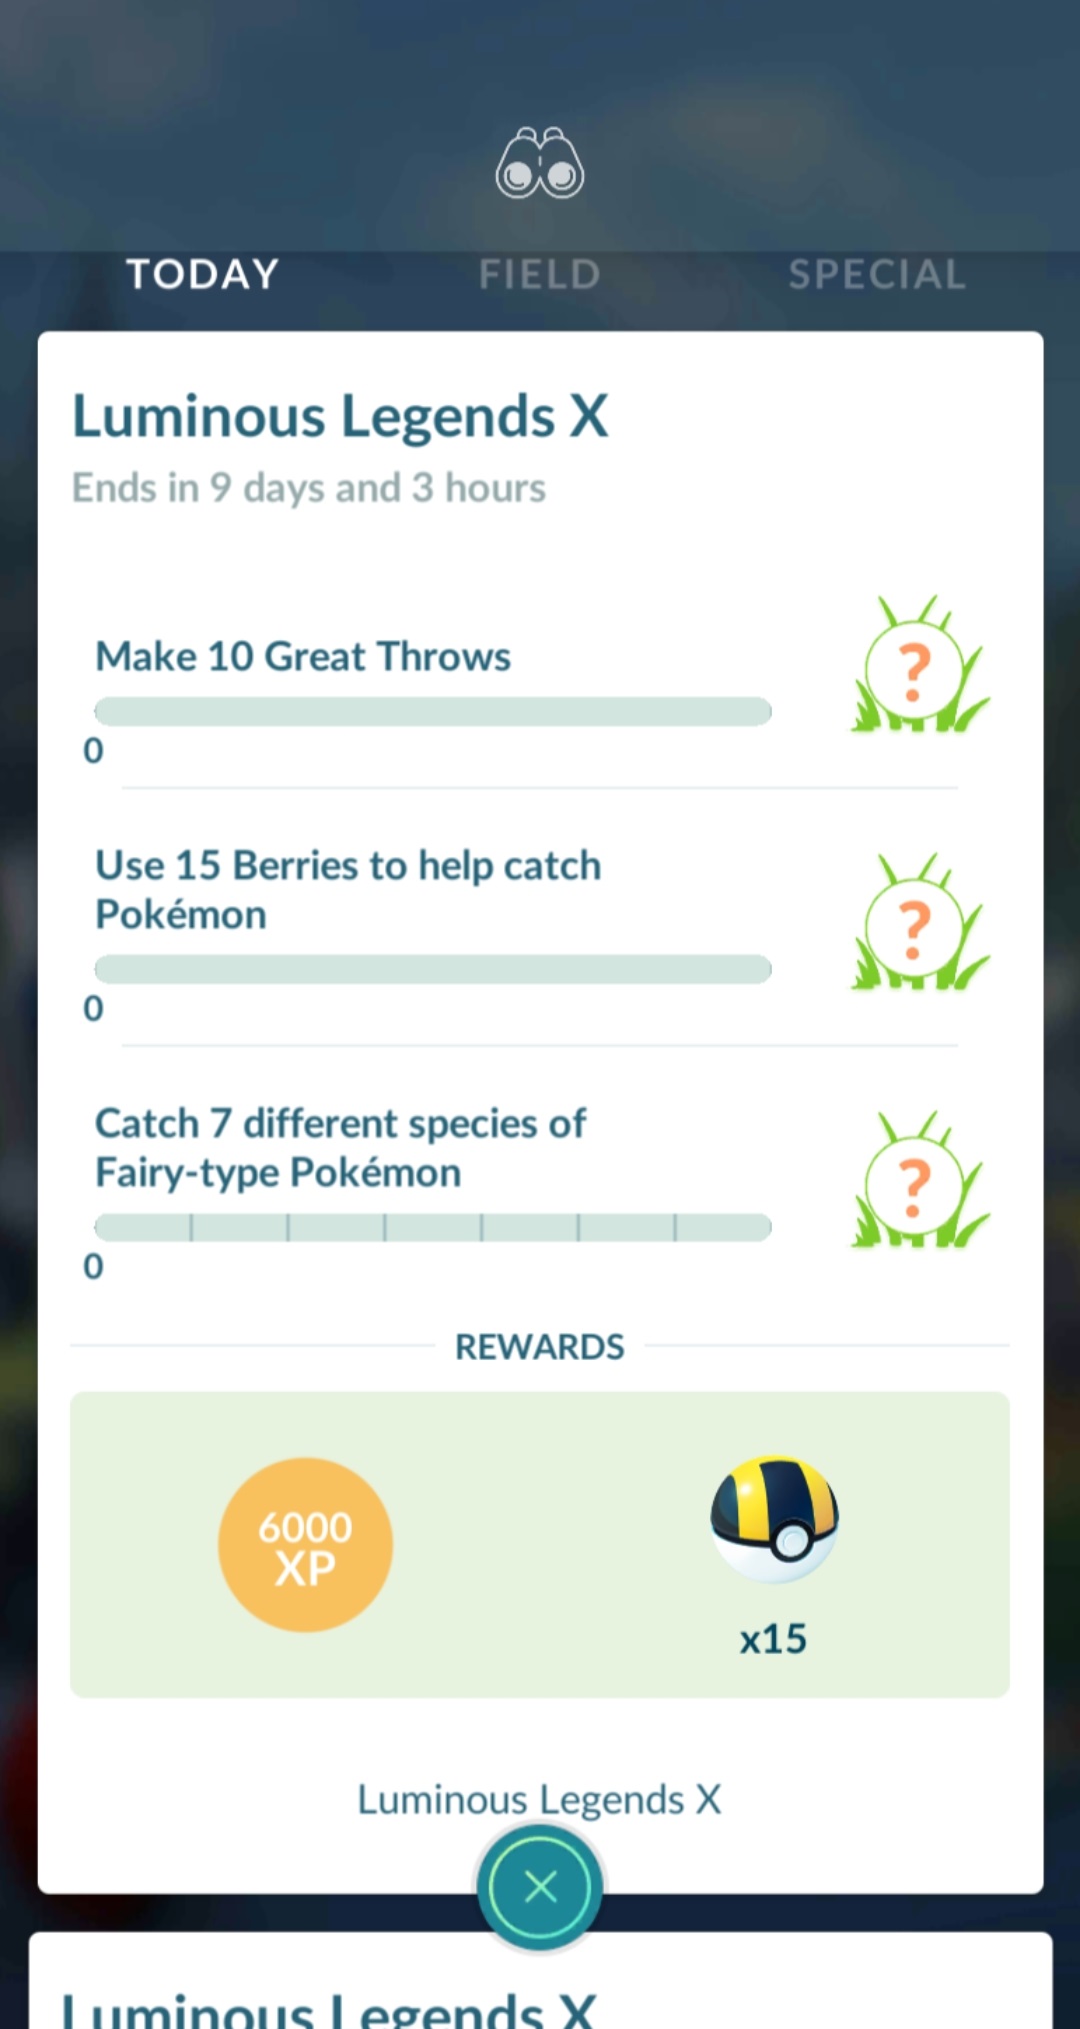 TODAY FIELD SPECIAL
Luminous Legends X
Ends in 9 days and 3 hours
Make 10 Great Throws
?
0
Use 15 Berries to help catch
Pokémon
?
0
Catch 7 different species of
Fairy-type Pokémon
?
0
REWARDS
6000
XP
x15
Luminous Legends X
Luminous Legends X